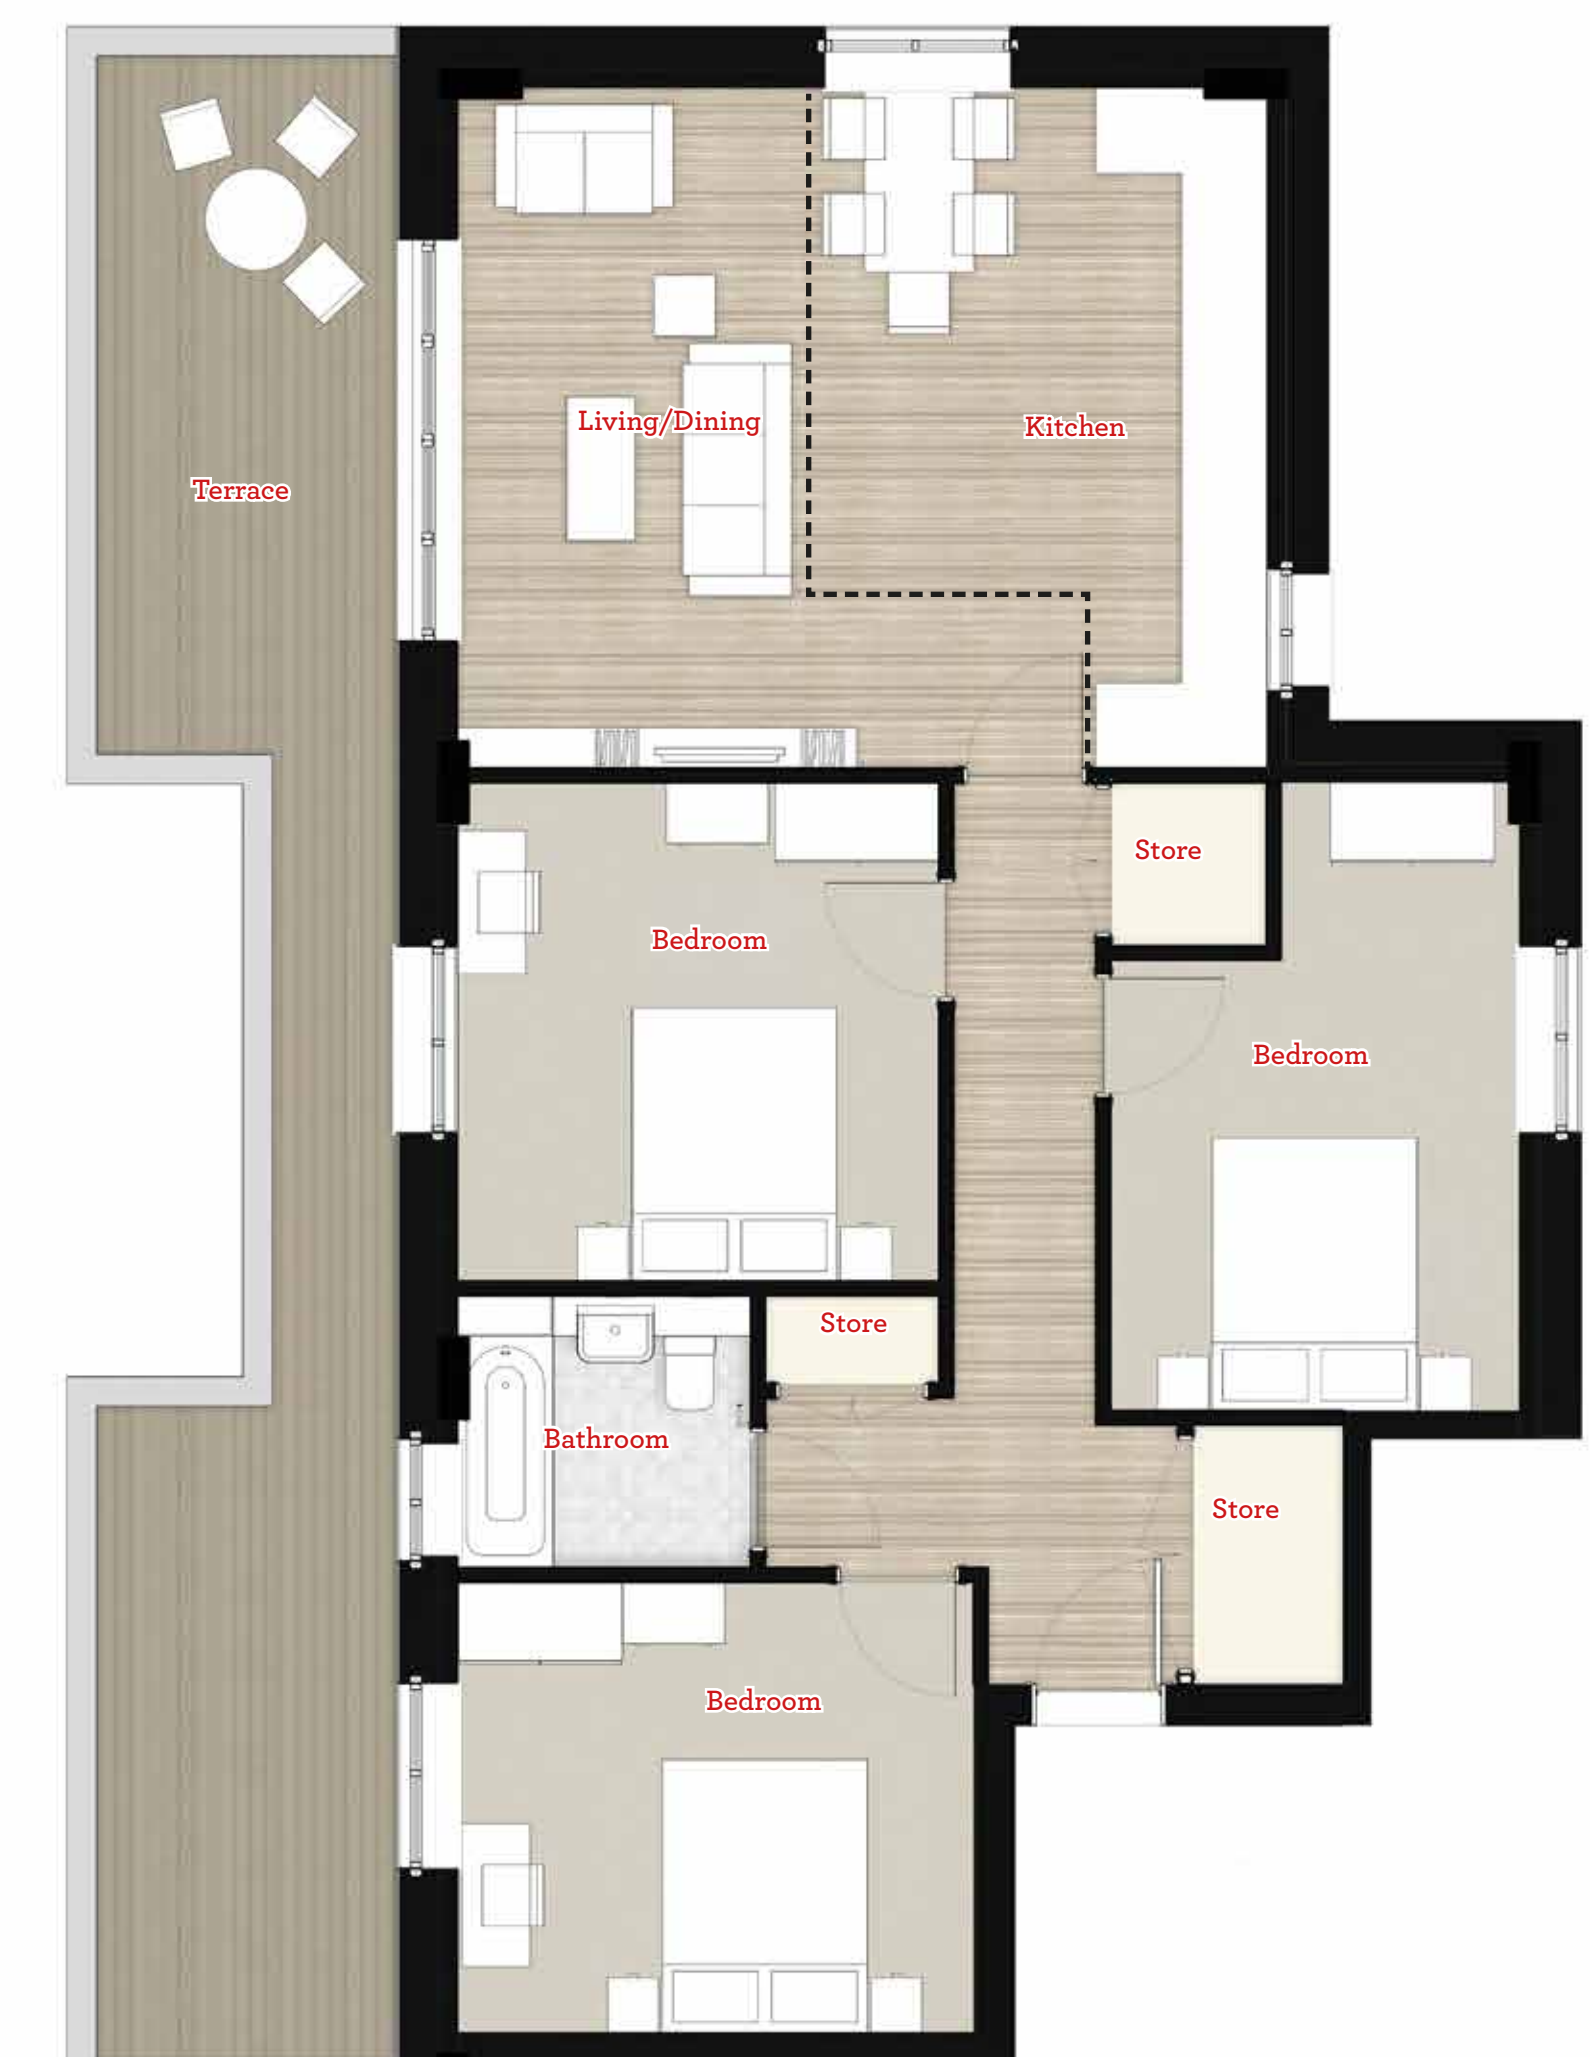 Living/Dining
Kitchen
Terrace
Store
Bedroom
Bedroom
Store
Bathroom
Store
Bedroom